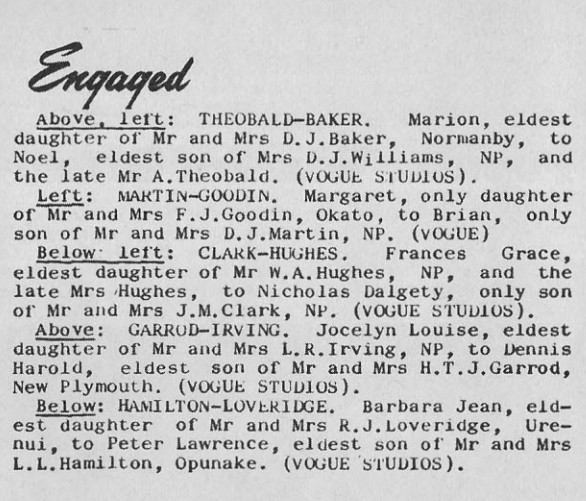 Engaged
Above, left: THEOBALD-BAKER. Marion, eldest
daughter of Mr and Mrs D.J.Baker, Normanby, to
Noel, eldest son of Mrs D.J.Williams, NP, and
the late Mr A.Theobald. (VOGUE STUDIOS).
Left: MARTIN-GOODIN. Margaret, only daughter
of Mr and Mrs F.J.Goodin, Okato, to Brian, only
son of Mr and Mrs D.J.Martin, NP. (VOGUE)
Below left: CLARK-HUGHES. Frances Grace,
eldest daughter of Mr W.A.Hughes, NP, and the
late Mrs Hughes, to Nicholas Dalgety, only son
of Mr and Mrs J.M.Clark, NP. (VOGUE STUDIOS).
Above: GARROD-IRVING. Jocelyn Louise, eldest
daughter of Mr and Mrs L.R.Irving, NP, to Dennis
Harold, eldest son of Mr and Mrs H.T.J.Garrod,
New Plymouth. (VOGUE STUDIOS).
Below: HAMILTON-LOVERIDGE. Barbara Jean, eld-
est daughter of Mr and Mrs R.J.Loveridge, Ure-
nui, to Peter Lawrence, eldest son of Mr and Mrs
L.L.Hamilton, Opunake. (VOGUE STUDIOS).